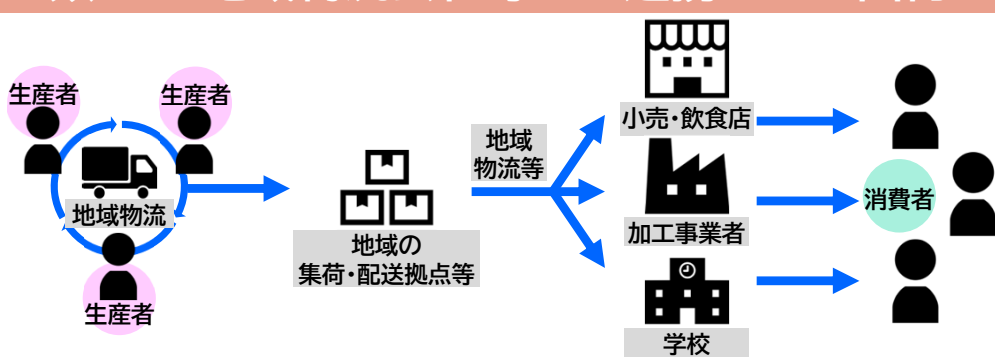 生産者
生産者
地域物流
生産者
地域の
集荷・配送拠点等
地域
物流等
小売・飲食店
加工事業者
学校
消費者